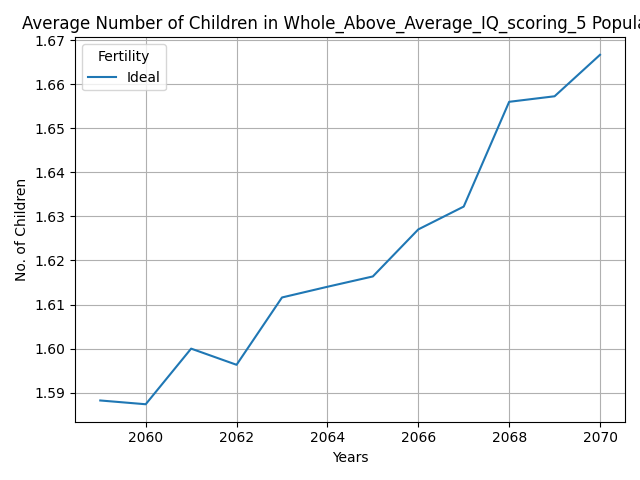 Average Number of Children in Whole_Above_Average_IQ_scoring_5 Popula
1.67
1.66
1.65
1.64
1.63
1.62
1.61
1.60
1.59
No. of Children
Fertility
Ideal
2060 2062 2064 2066 2068 2070
Years